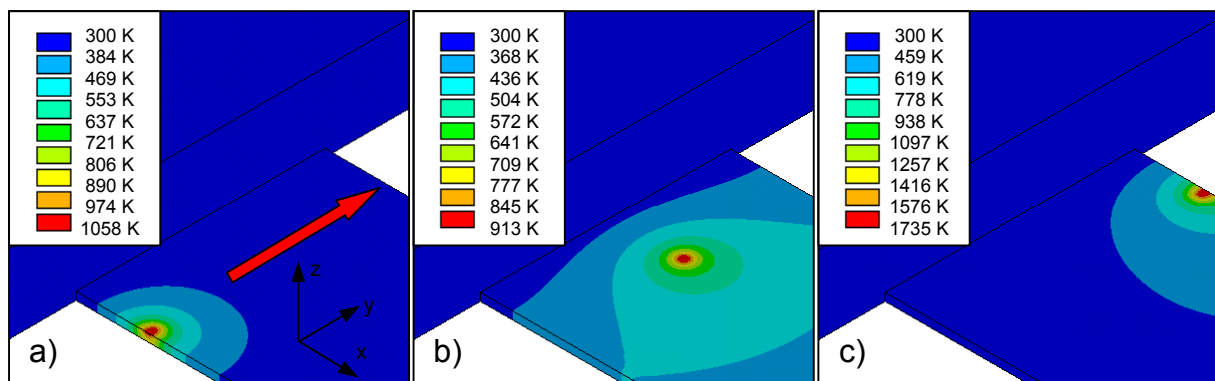 300 K
384 K
469 K
553 K
637 K
721 K
806 K
890 K
974 K
1058 K
z
y
x
a)
300 K
368 K
436 K
504 K
572 K
641 K
709 K
777 K
845 K
913 K
b)
300 K
459 K
619 K
778 K
938 K
1097 K
1257 K
1416 K
1576 K
1735 K
c)